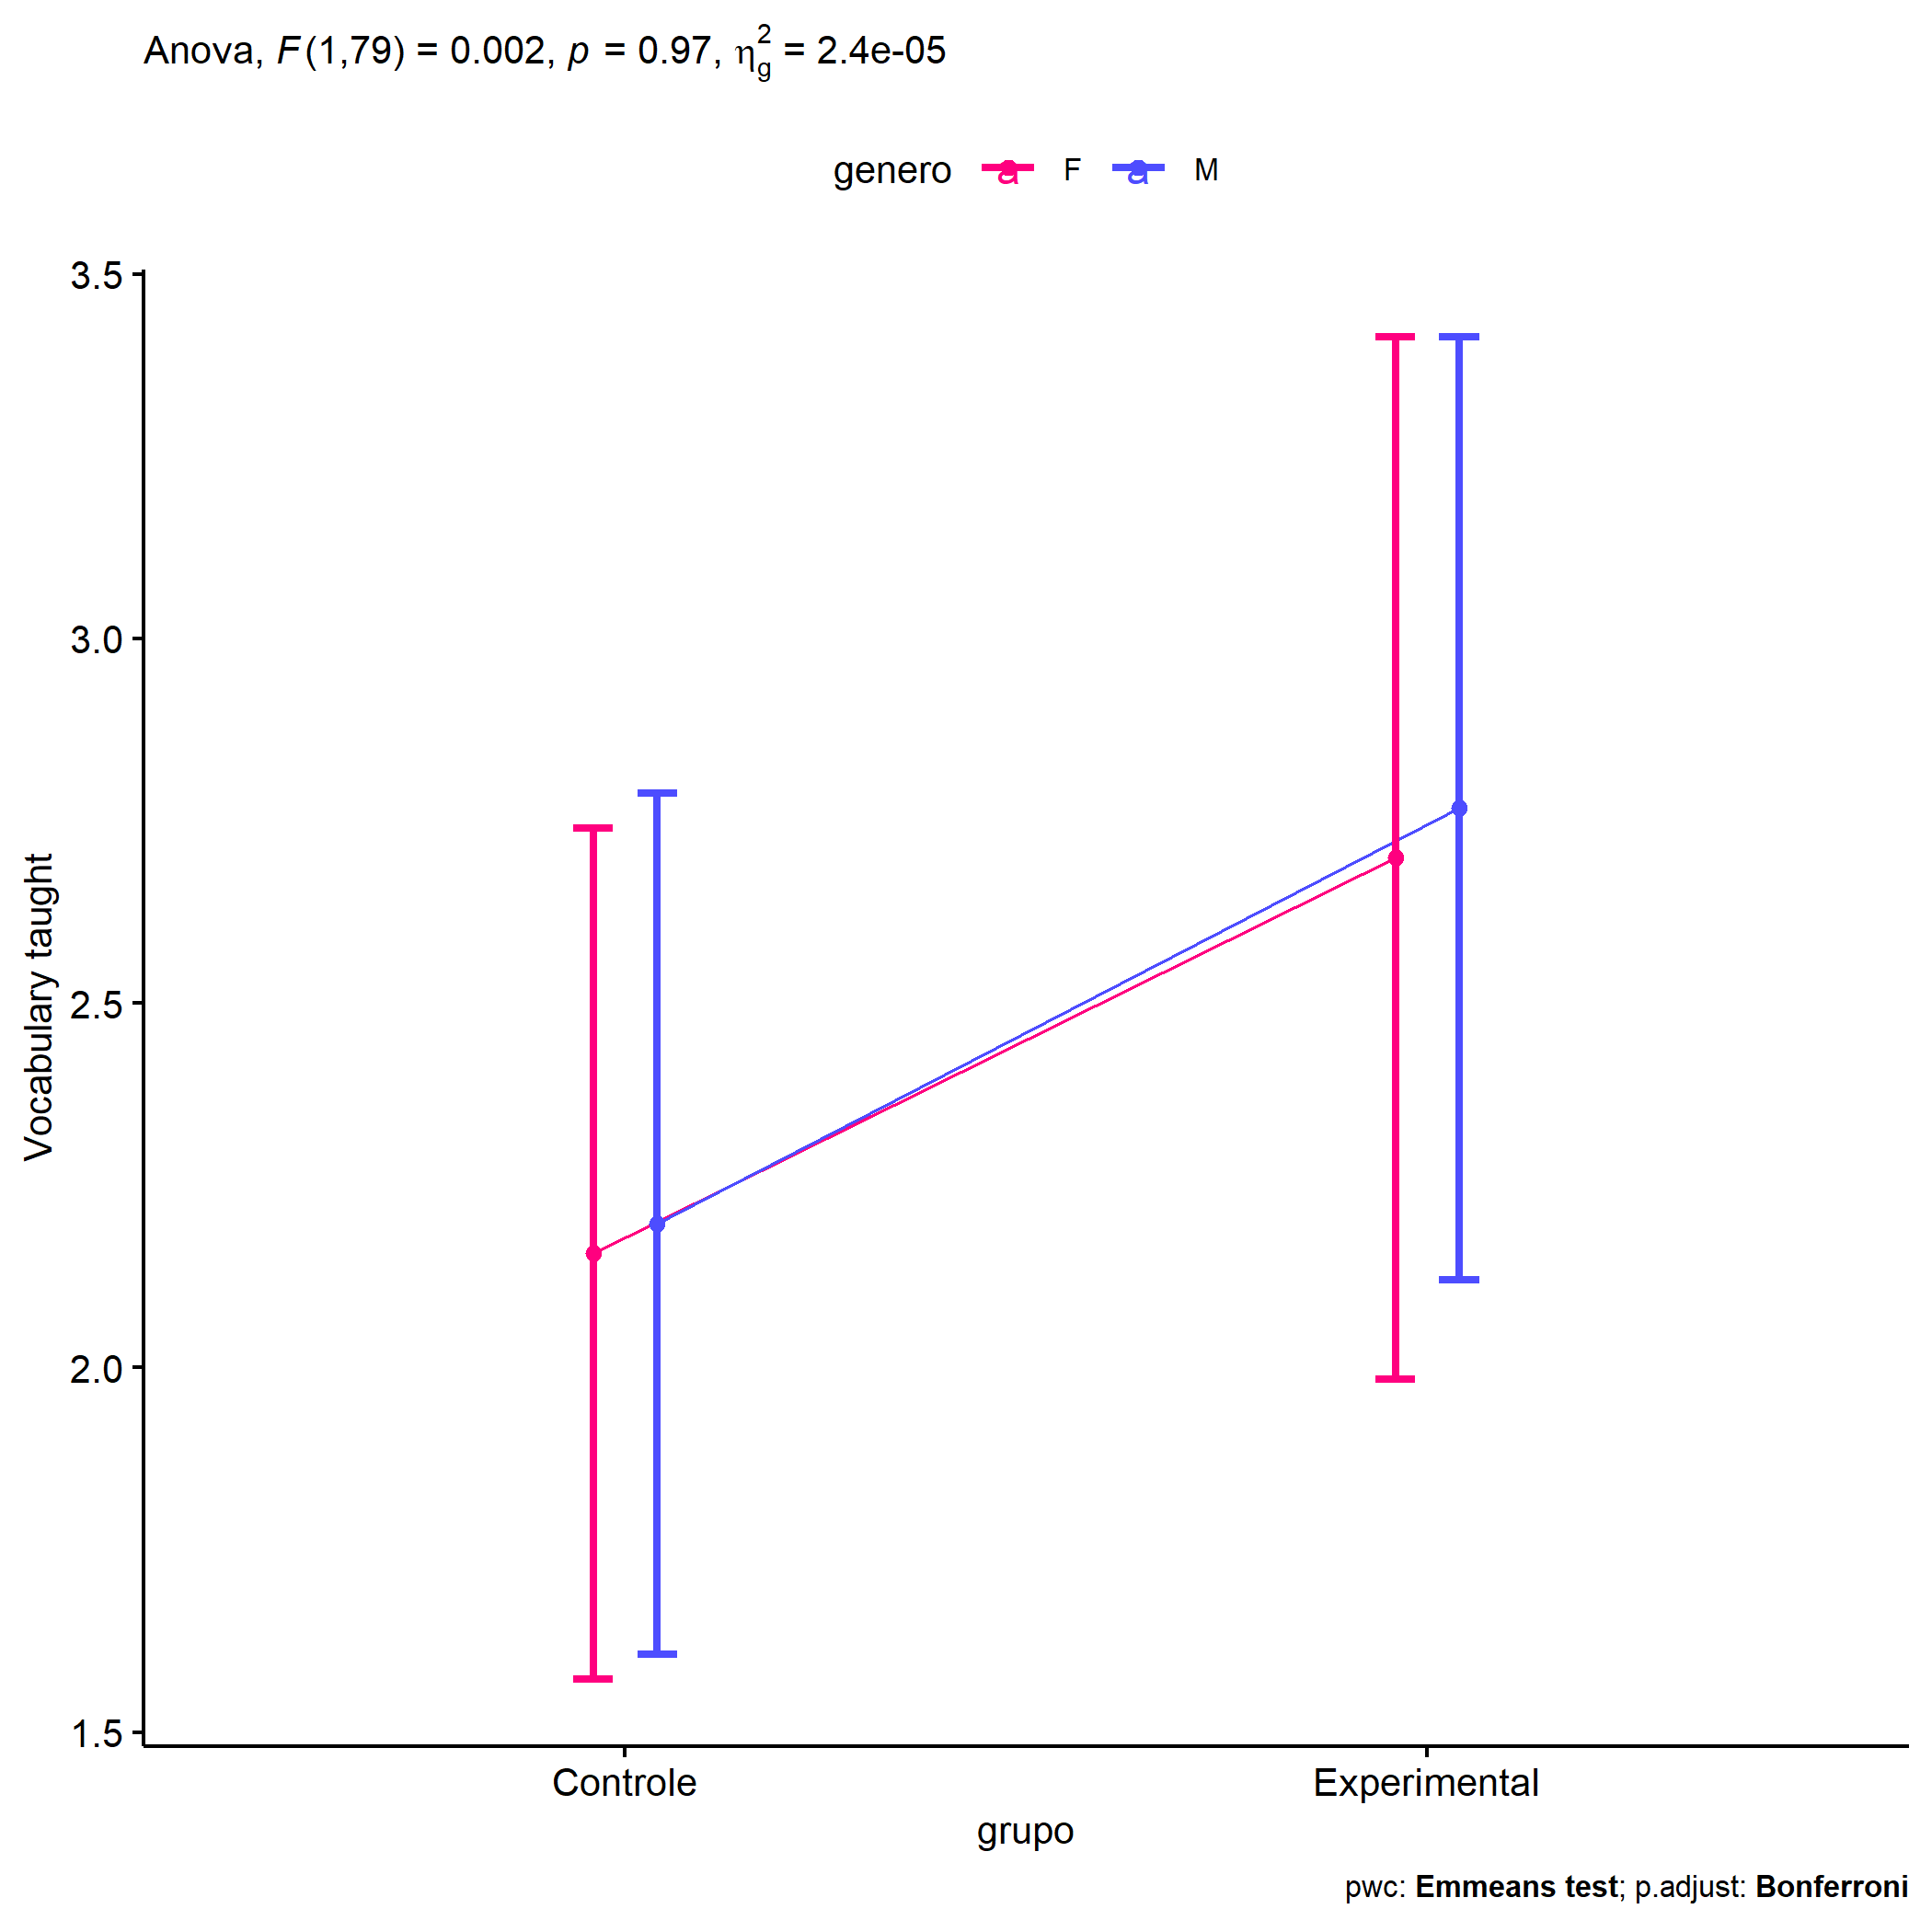 Anova, F(1,79) = 0.002, p = 0.97, η²g = 2.4e-05
genero a F a M
3.5
3.0
2.5
2.0
1.5
Vocabulary taught
Controle Experimental
grupo
pwc: Emmeans test; p.adjust: Bonferroni